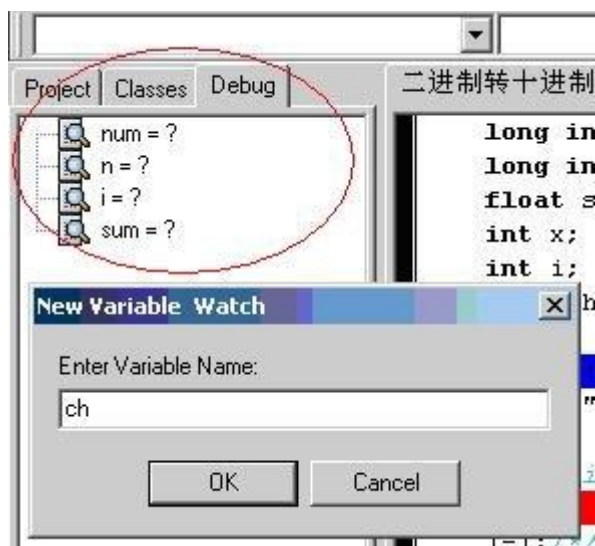 Project Classes Debug
num = ?
n = ?
i = ?
sum = ?
二进制转十进制
long in
long in
float s
int x;
int i;
h
New Variable Watch
Enter Variable Name:
ch
OK Cancel
"